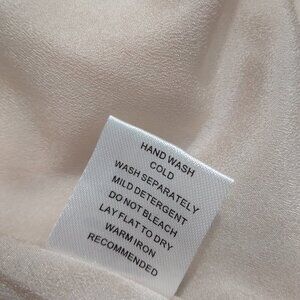 HAND WASH
COLD
WASH SEPARATELY
MILD DETERGENT
DO NOT BLEACH
LAY FLAT TO DRY
WARM IRON
RECOMMENDED